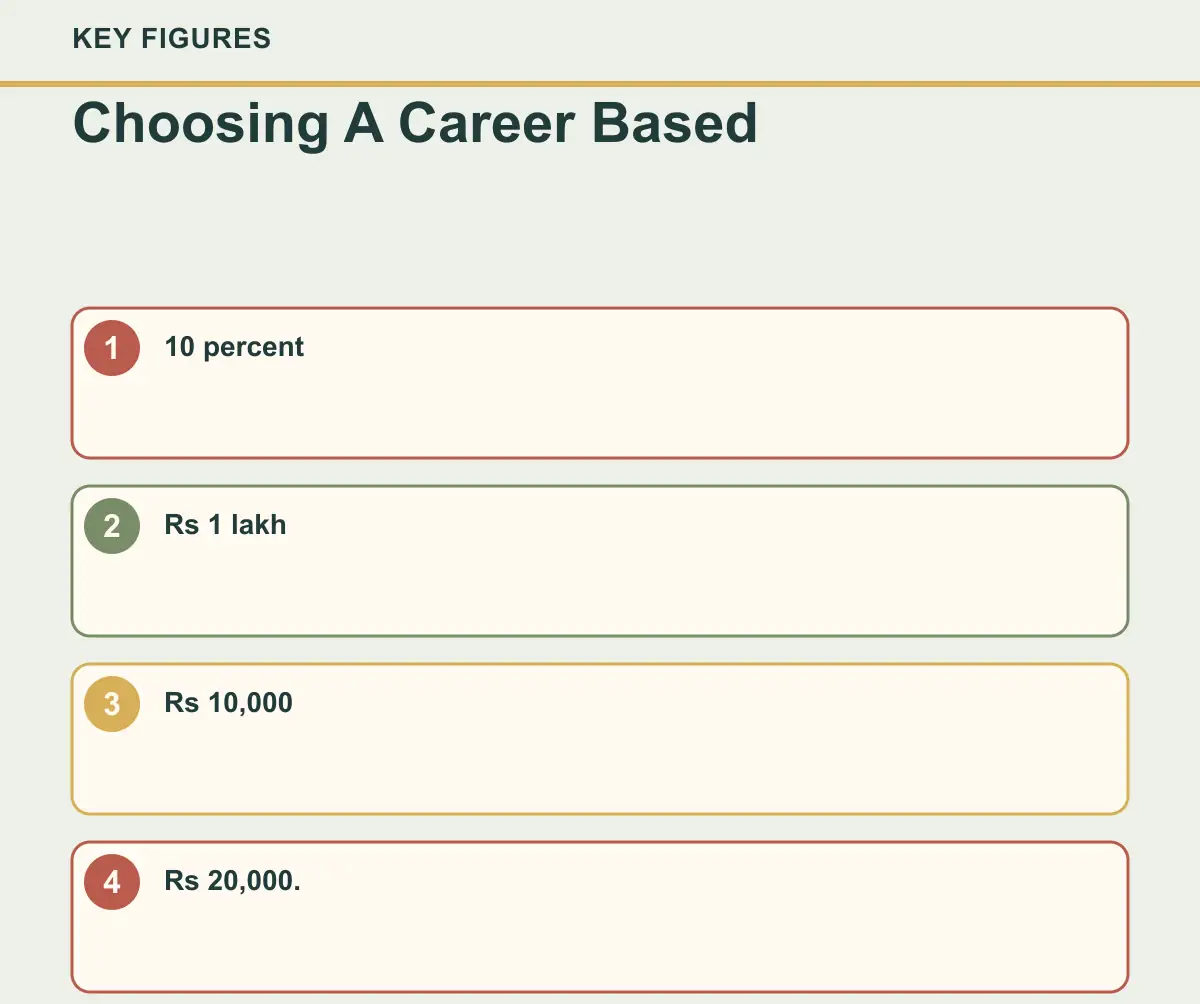 KEY FIGURES
Choosing A Career Based
1 10 percent
2 Rs 1 lakh
3 Rs 10,000
4 Rs 20,000.